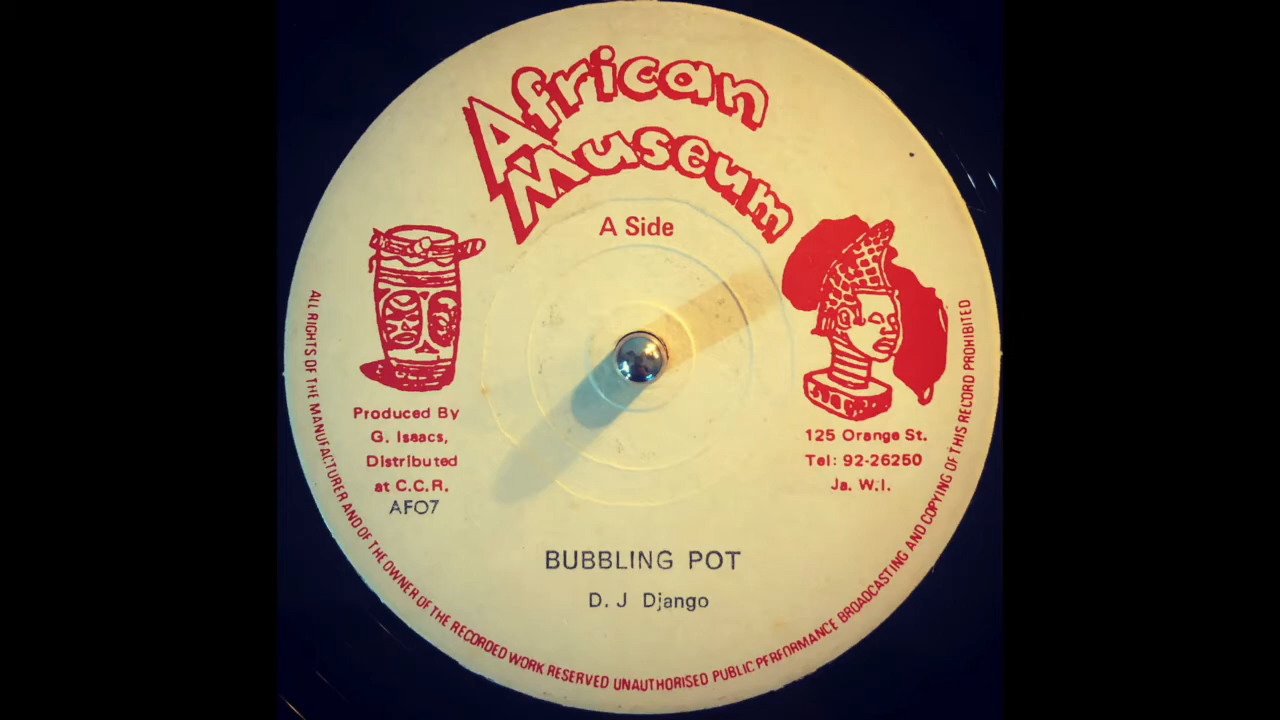 African
Museum
A Side
Produced By
G. Isaacs,
Distributed
at C.C.R.
AFO7
125 Orange St.
Tel: 92-26250
Ja. W.I.
BUBBLING POT
D. J Django
ALL RIGHTS OF THE MANUFACTURER AND OF THE OWNER OF THE RECORDED WORK RESERVED UNAUTHORISED PUBLIC PERFORMANCE BROADCASTING AND COPYING OF THIS RECORD PROHIBITED